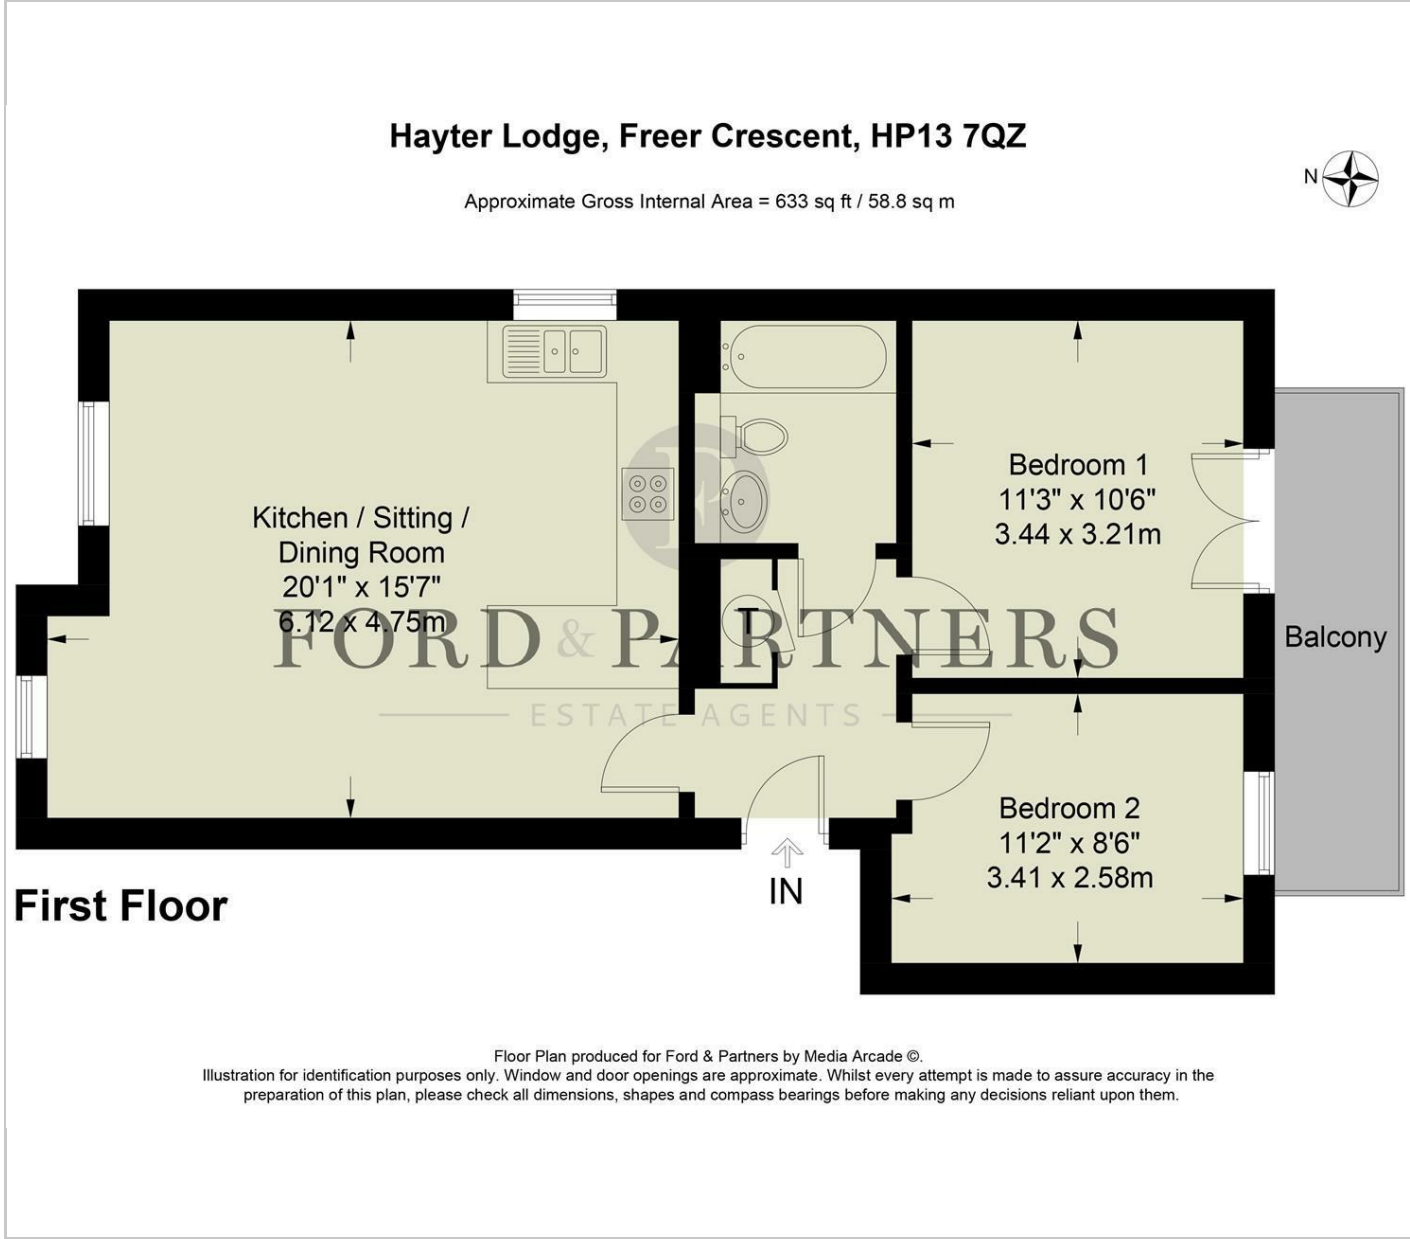 Hayter Lodge, Freer Crescent, HP13 7QZ
N
Approximate Gross Internal Area = 633 sq ft / 58.8 sq m
Kitchen / Sitting /
Dining Room
20'1" x 15'7"
6.12 x 4.75m
Bedroom 1
11'3" x 10'6"
3.44 x 3.21m
T
FORD & PARTNERS
ESTATE AGENTS
Balcony
Bedroom 2
11'2" x 8'6"
3.41 x 2.58m
IN
First Floor
Floor Plan produced for Ford & Partners by Media Arcade ©.
Illustration for identification purposes only. Window and door openings are approximate. Whilst every attempt is made to assure accuracy in the
preparation of this plan, please check all dimensions, shapes and compass bearings before making any decisions reliant upon them.